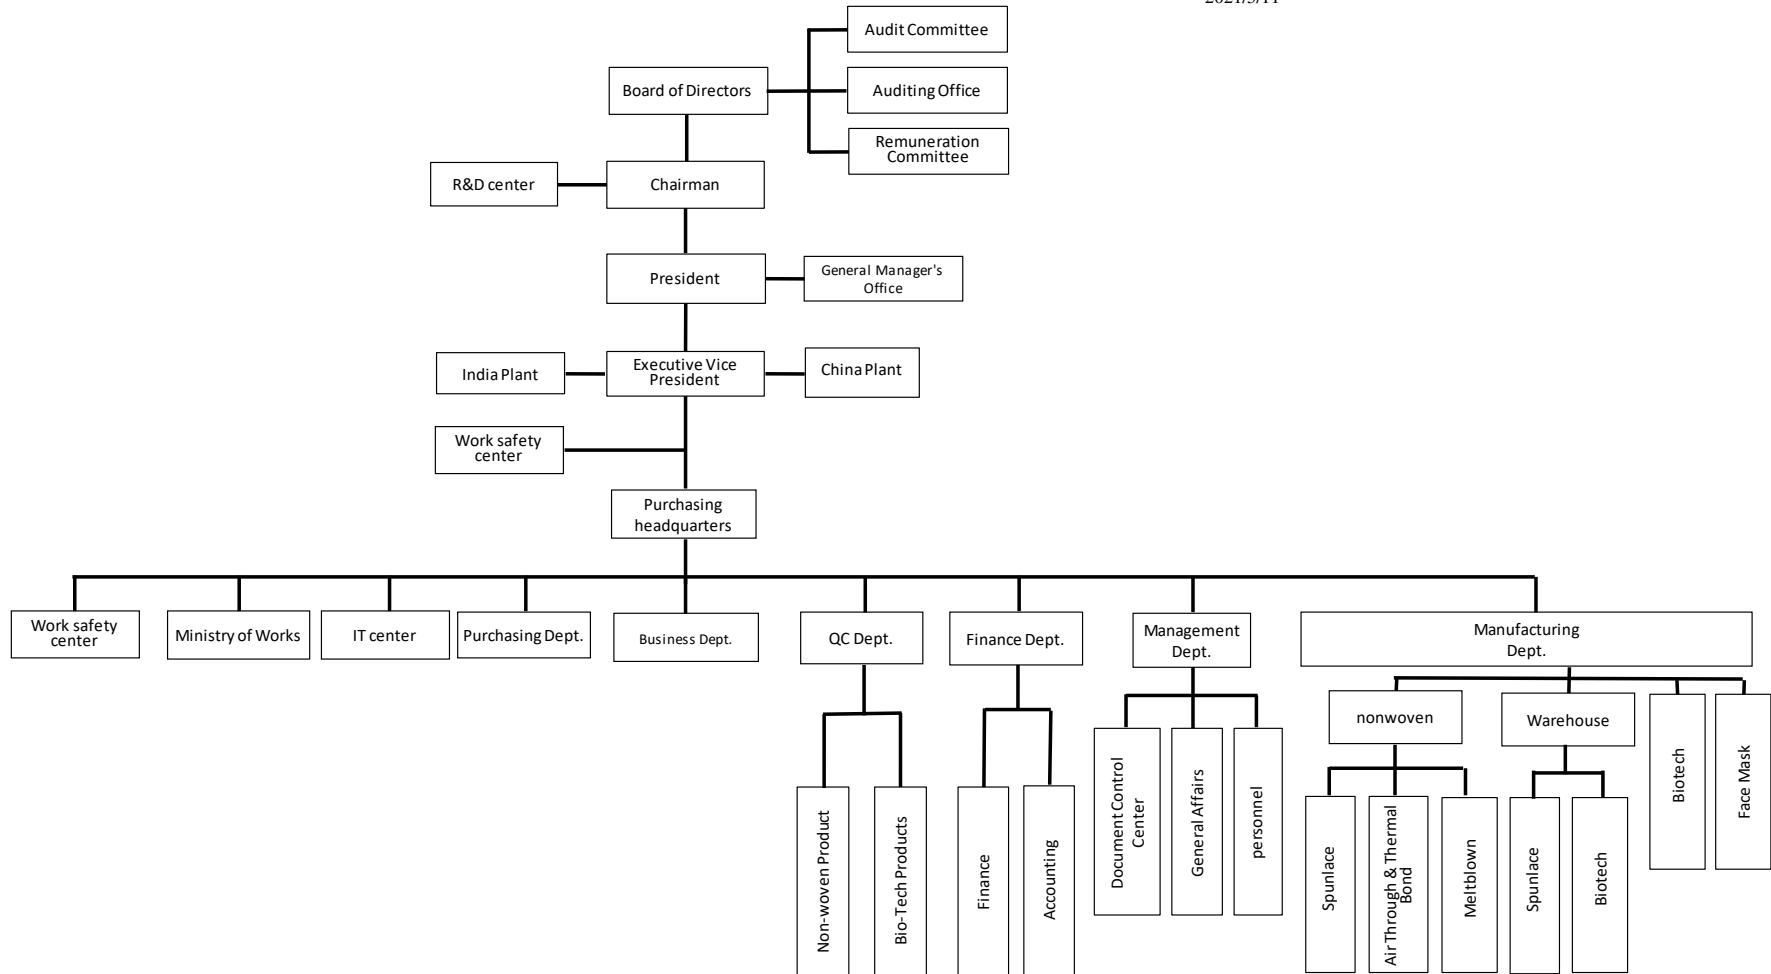 Audit Committee
Board of Directors
Auditing Office
Remuneration
Committee
R&D center
Chairman
President
General Manager's
Office
India Plant
Executive Vice
President
China Plant
Work safety
center
Purchasing
headquarters
Work safety
center
Ministry of Works
IT center
Purchasing Dept.
Business Dept.
QC Dept.
Finance Dept.
Management
Dept.
Manufacturing
Dept.
nonwoven
Warehouse
Biotech
Face Mask
Non-woven Product
Bio-Tech Products
Finance
Accounting
Document Control
Center
General Affairs
personnel
Spunlace
Air Through & Thermal
Bond
Meltblown
Spunlace
Biotech